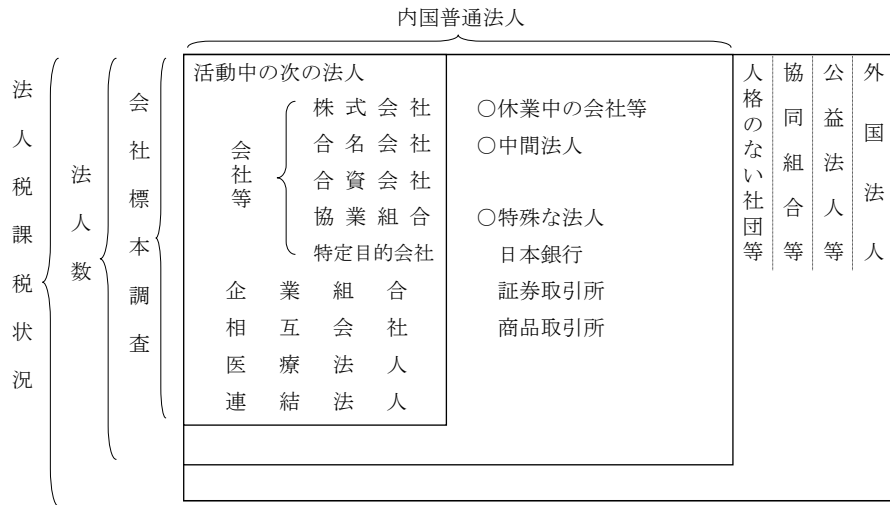 内国普通法人
法人税課税状況
法人数
会社標本調査
活動中の次の法人
会社等
株式会社
合名会社
合資会社
協業組合
特定目的会社
企業組合
相互会社
医療法人
連結法人
○休業中の会社等
○中間法人
○特殊な法人
日本銀行
証券取引所
商品取引所
人格のない社団等
協同組合等
公益法人等
外国法人